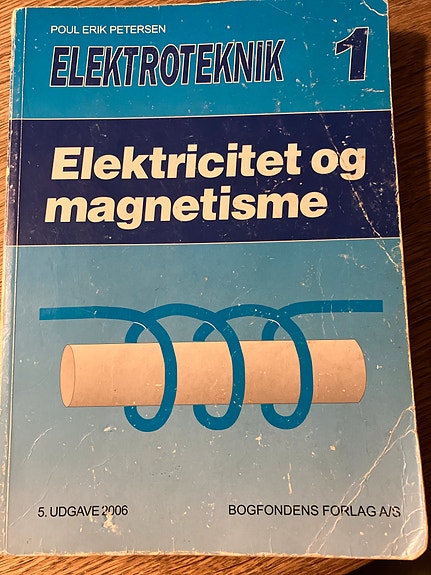 POUL ERIK PETERSEN
ELEKTROTEKNIK 1
Elektricitet og
magnetisme
5. UDGAVE 2006 BOGFONDENS FORLAG A/S